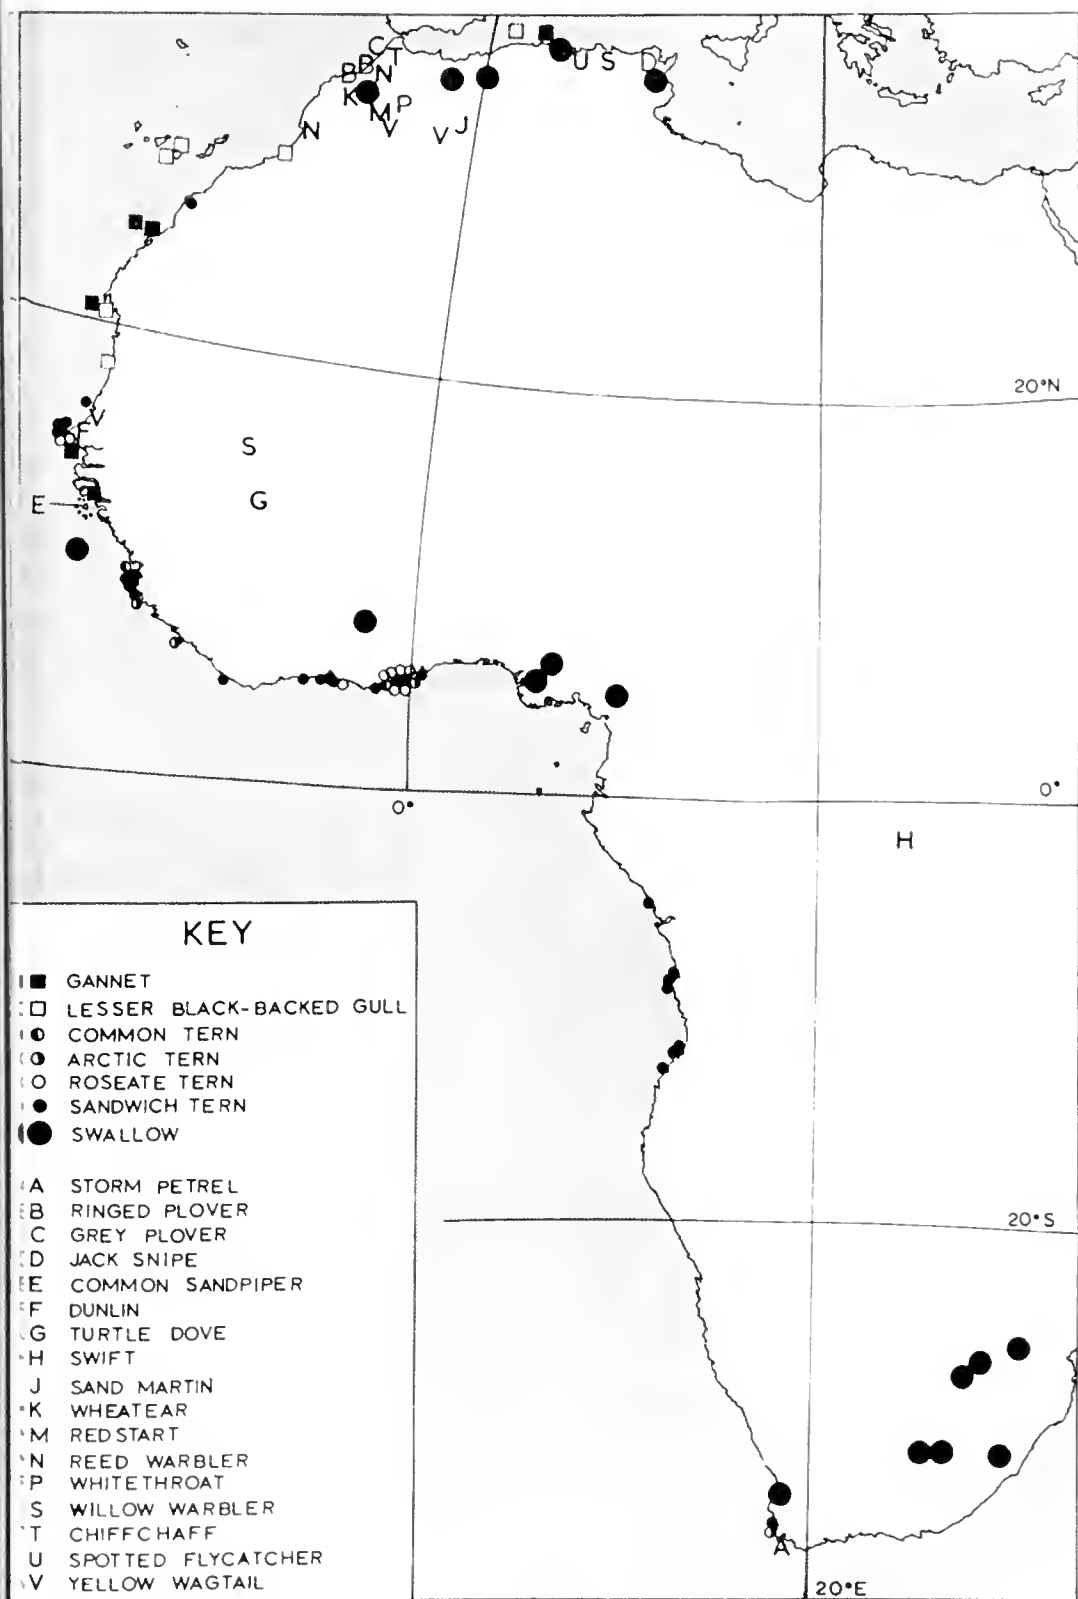 C
T
B
B
N
U S
D
K
M
P
N
V
V
J
20°N
V
F
S
E
G
0°
0°
H
KEY
GANNET
LESSER BLACK-BACKED GULL
COMMON TERN
ARCTIC TERN
ROSEATE TERN
SANDWICH TERN
SWALLOW
A STORM PETREL
B RINGED PLOVER
C GREY PLOVER
D JACK SNIPE
E COMMON SANDPIPER
F DUNLIN
G TURTLE DOVE
H SWIFT
J SAND MARTIN
K WHEATEAR
M REDSTART
N REED WARBLER
P WHITETHROAT
S WILLOW WARBLER
T CHIFFCHAFF
U SPOTTED FLYCATCHER
V YELLOW WAGTAIL
20°S
A
20°E